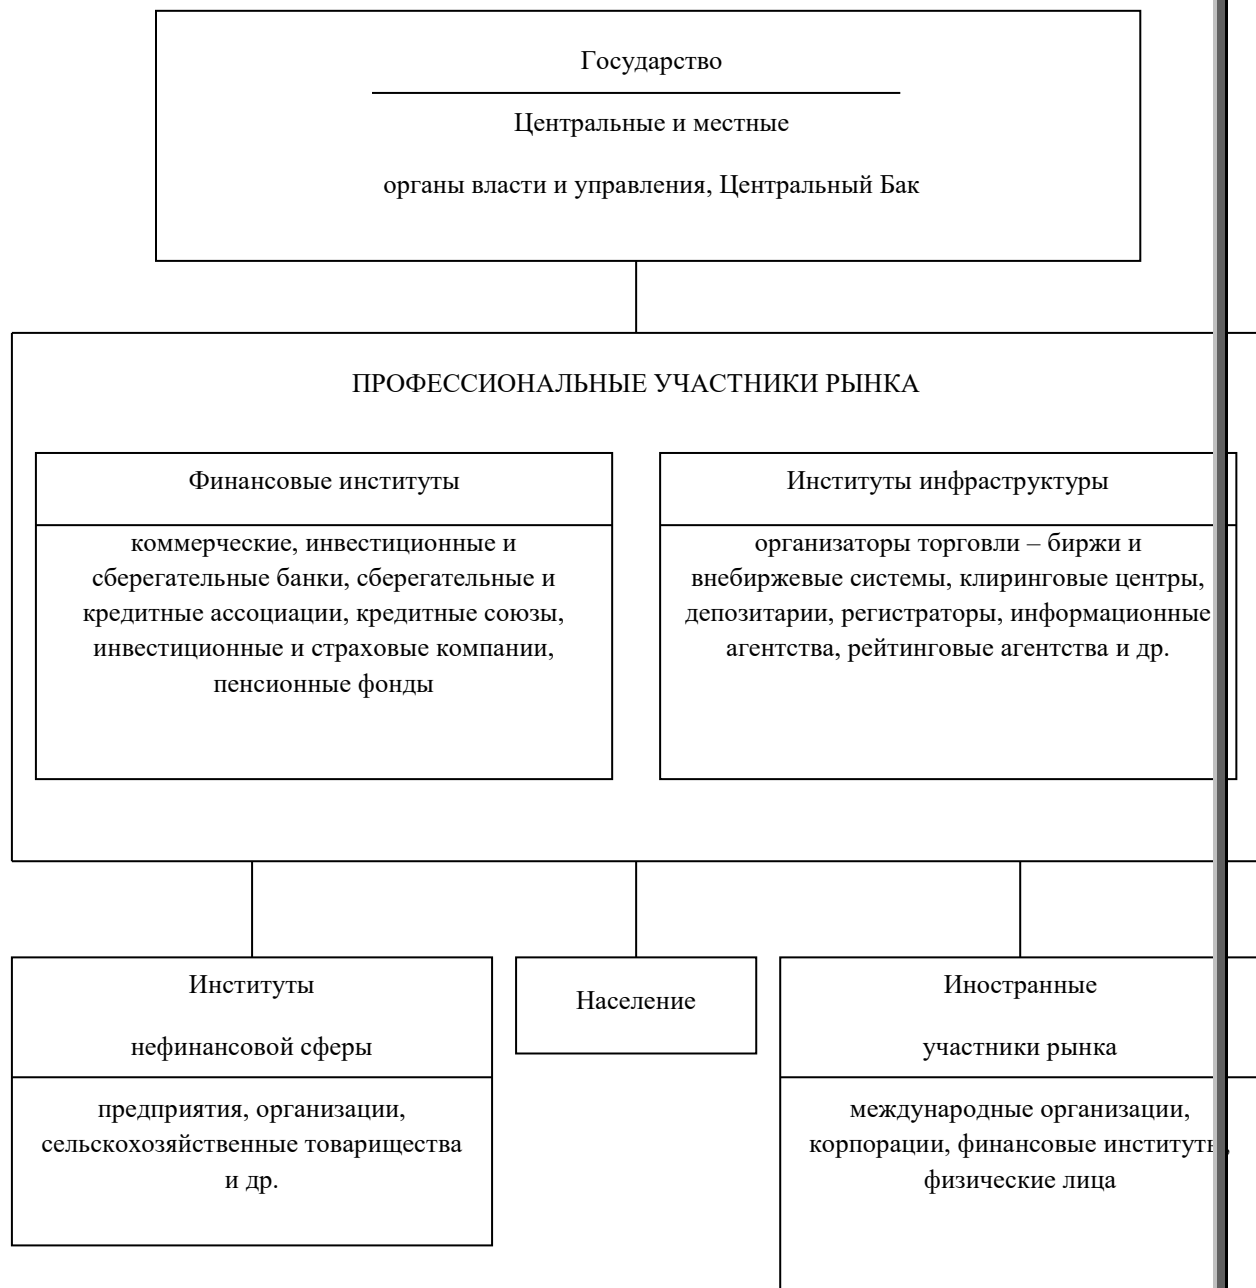 Государство
Центральные и местные
органы власти и управления, Центральный Бак
ПРОФЕССИОНАЛЬНЫЕ УЧАСТНИКИ РЫНКА
Финансовые институты
коммерческие, инвестиционные и
сберегательные банки, сберегательные и
кредитные ассоциации, кредитные союзы,
инвестиционные и страховые компании,
пенсионные фонды
Институты инфраструктуры
организаторы торговли – биржи и
внебиржевые системы, клиринговые центры,
депозитарии, регистраторы, информационные
агентства, рейтинговые агентства и др.
Институты
нефинансовой сферы
предприятия, организации,
сельскохозяйственные товарищества
и др.
Население
Иностранные
участники рынка
международные организации,
корпорации, финансовые институты,
физические лица